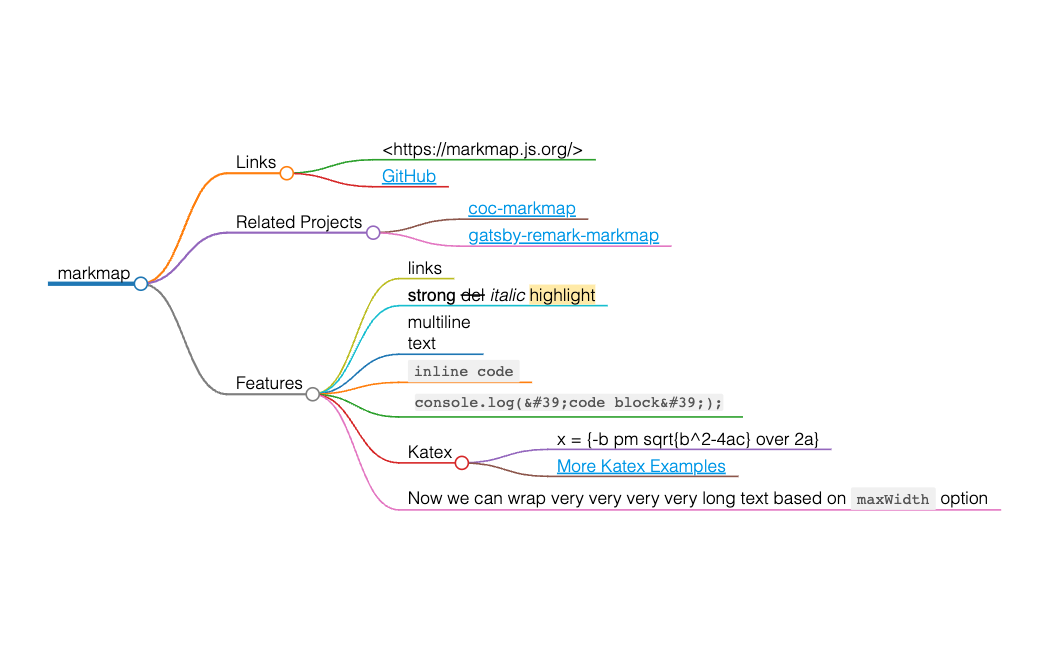 markmap
Links
<https://markmap.js.org/>
GitHub
Related Projects
coc-markmap
gatsby-remark-markmap
Features
links
strong del italic highlight
multiline
text
inline code
console.log(&#39;code block&#39;);
Katex
x = {-b pm sqrt{b^2-4ac} over 2a}
More Katex Examples
Now we can wrap very very very very long text based on maxWidth option